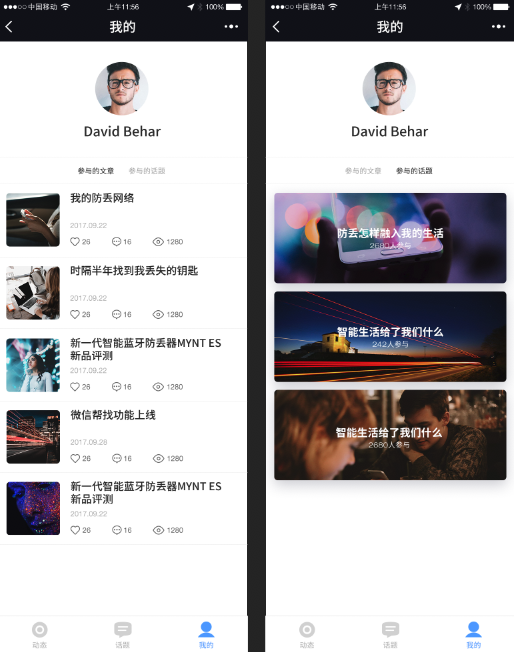 中国移动 上午11:56 100%
我的
David Behar
参与的文章 参与的话题
我的防丢网络
2017.09.22
26 16 1280
时隔半年找到我丢失的钥匙
2017.09.22
26 16 1280
新一代智能蓝牙防丢器MYNT ES
新品评测
2017.09.22
26 16 1280
微信帮找功能上线
2017.09.28
26 16 1280
新一代智能蓝牙防丢器MYNT ES
新品评测
2017.09.22
26 16 1280
动态 话题 我的
中国移动 上午11:56 100%
我的
David Behar
参与的文章 参与的话题
防丢怎样融入我的生活
2680人参与
智能生活给了我们什么
242人参与
智能生活给了我们什么
2680人参与
动态 话题 我的